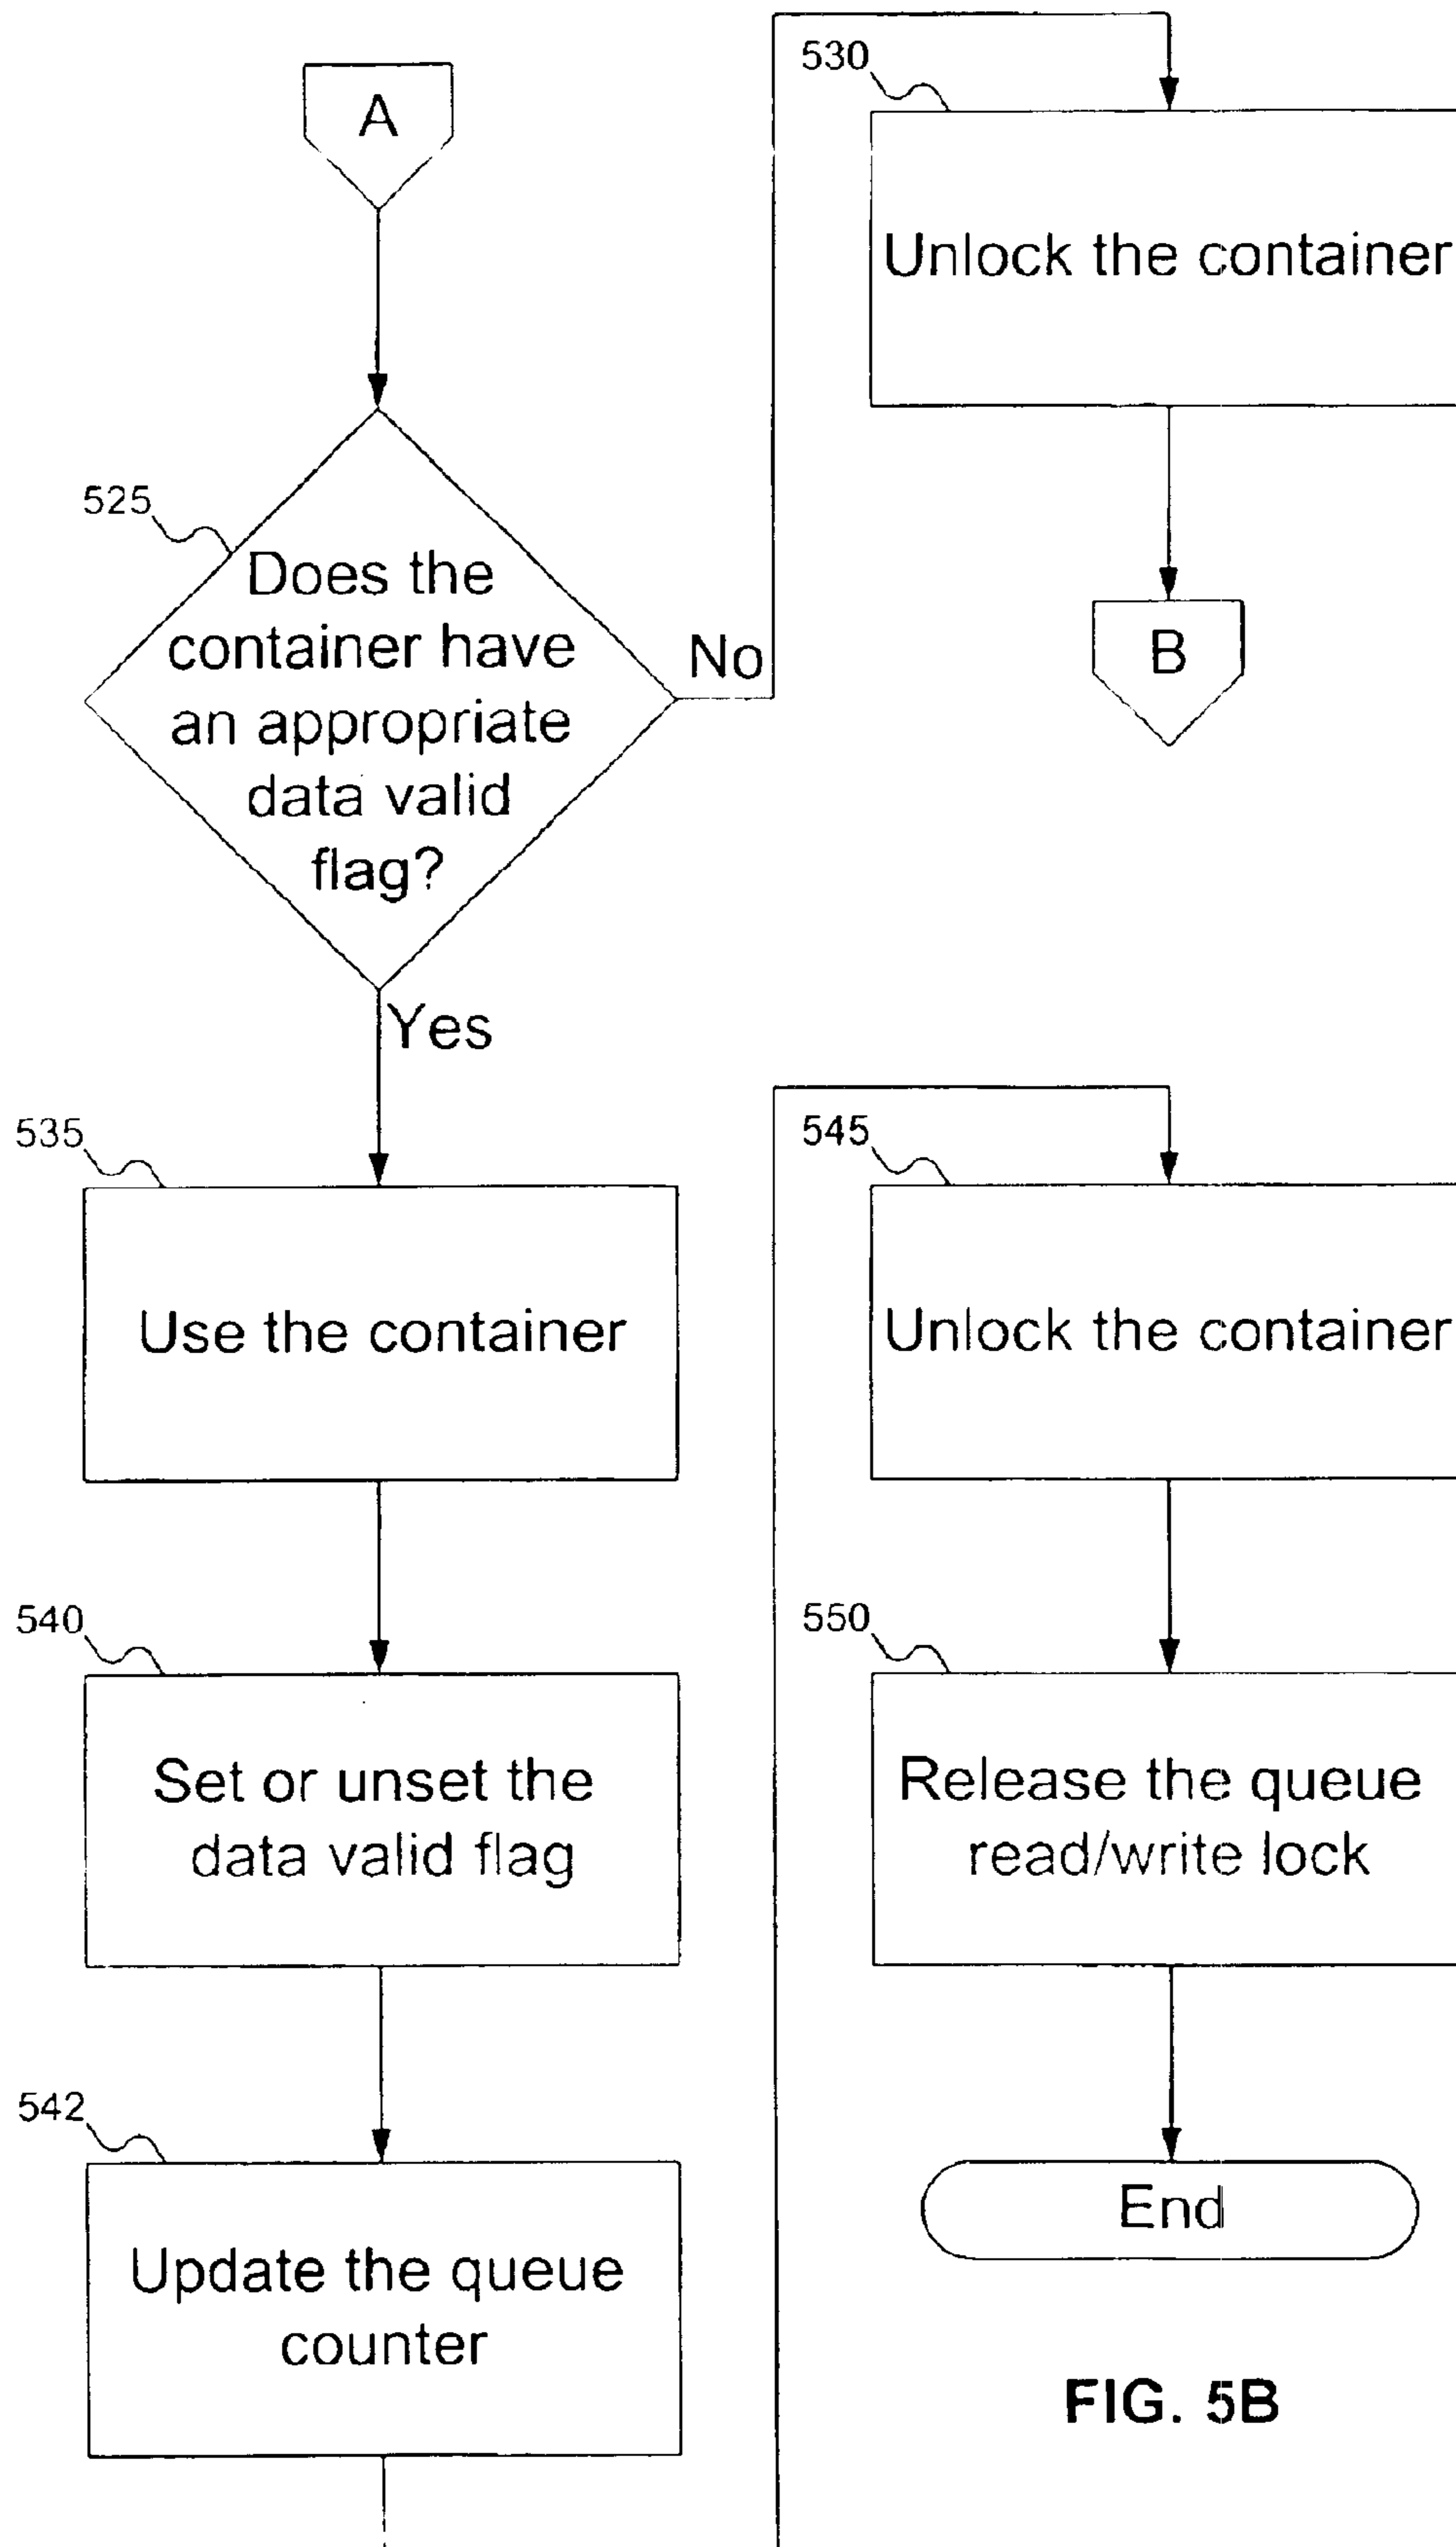 A
525
Does the
container have
an appropriate
data valid
flag?
No
Yes
530
Unlock the container
B
535
Use the container
540
Set or unset the
data valid flag
542
Update the queue
counter
545
Unlock the container
550
Release the queue
read/write lock
End
FIG. 5B